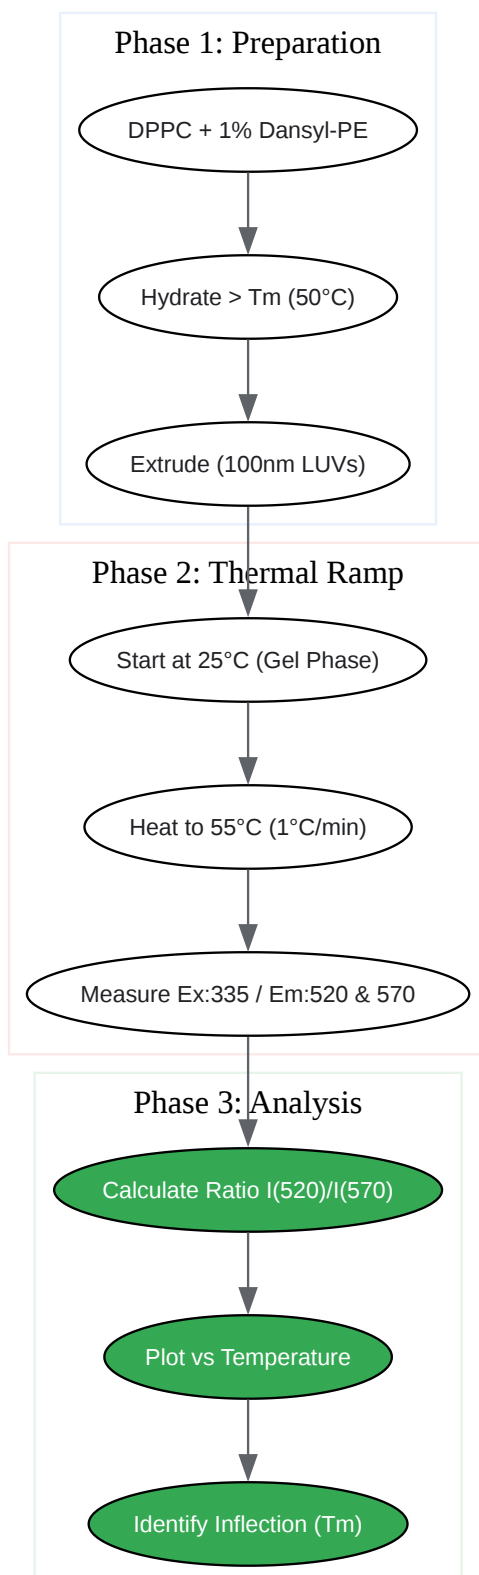 Phase 1: Preparation
DPPC + 1% Dansyl-PE
Hydrate > Tm (50°C)
Extrude (100nm LUVs)
Phase 2: Thermal Ramp
Start at 25°C (Gel Phase)
Heat to 55°C (1°C/min)
Measure Ex:335 / Em:520 & 570
Phase 3: Analysis
Calculate Ratio I(520)/I(570)
Plot vs Temperature
Identify Inflection (Tm)